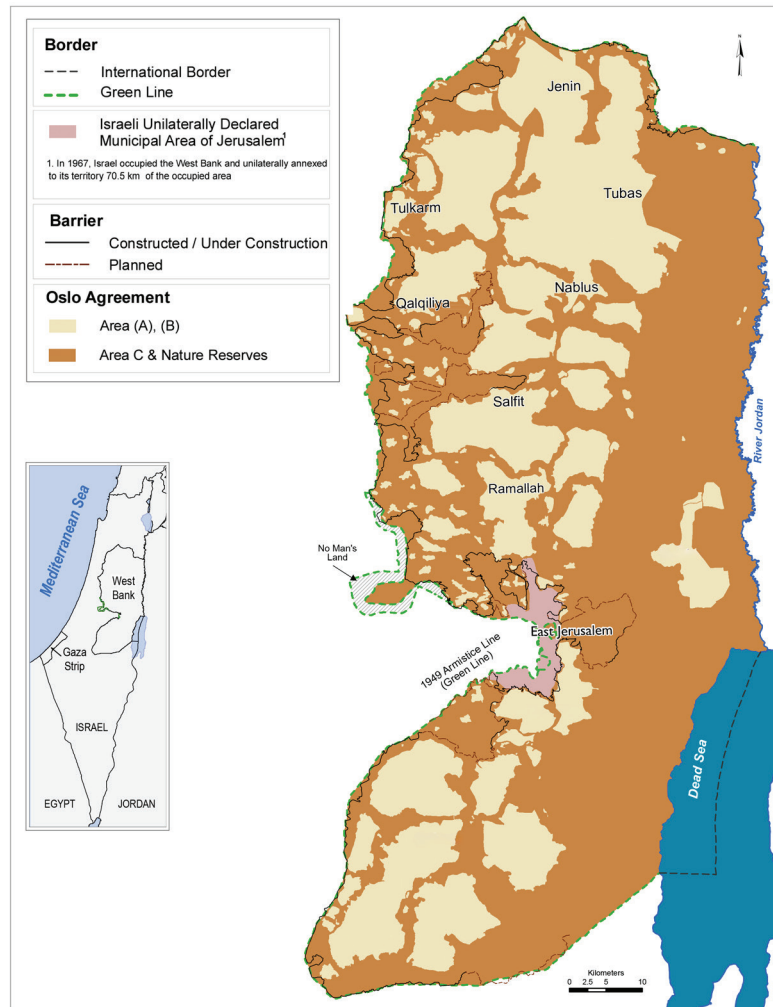 Border
International Border
Green Line
Israeli Unilaterally Declared
Municipal Area of Jerusalem¹
1. In 1967, Israel occupied the West Bank and unilaterally annexed
to its territory 70.5 km of the occupied area
Barrier
Constructed / Under Construction
Planned
Oslo Agreement
Area (A), (B)
Area C & Nature Reserves
N
Jenin
Tubas
Tulkarm
Nablus
Qalqiliya
Salfit
Ramallah
River Jordan
No Man's
Land
East Jerusalem
1949 Armistice Line
(Green Line)
Dead Sea
Kilometers
0 2.5 5 10
Mediterranean Sea
West
Bank
Gaza
Strip
ISRAEL
EGYPT
JORDAN